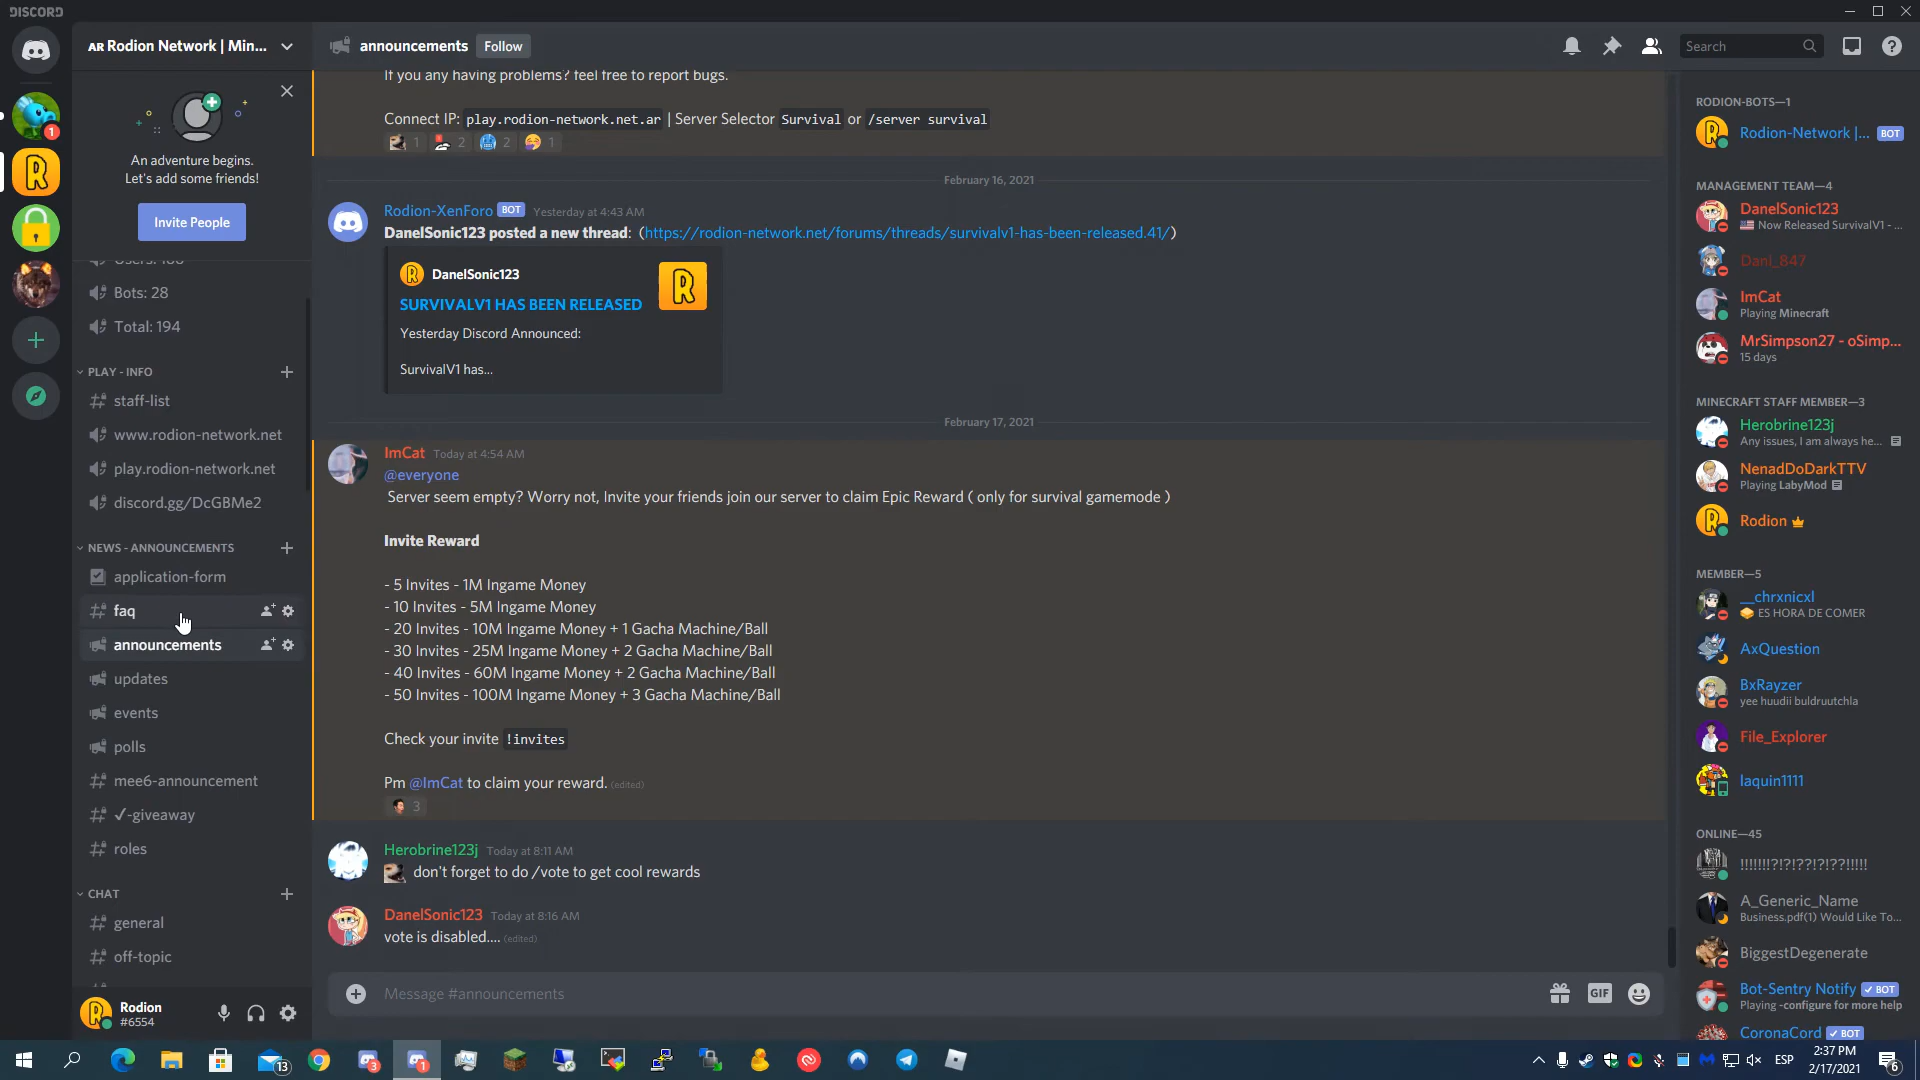 DISCORD
AR Rodion Network | Min...
announcements
Follow
Search
An adventure begins.
Let's add some friends!
Invite People
Bots: 28
Total: 194
PLAY - INFO
staff-list
www.rodion-network.net
play.rodion-network.net
discord.gg/DcGBMe2
NEWS - ANNOUNCEMENTS
application-form
faq
announcements
updates
events
polls
mee6-announcement
✓-giveaway
roles
CHAT
general
off-topic
Rodion
#6554
If you any having problems? feel free to report bugs.
Connect IP: play.rodion-network.net.ar | Server Selector Survival or /server survival
1 2 2 1
February 16, 2021
Rodion-XenForo BOT Yesterday at 4:43 AM
DanelSonic123 posted a new thread: (https://rodion-network.net/forums/threads/survivalv1-has-been-released.41/)
DanelSonic123
SURVIVALV1 HAS BEEN RELEASED
Yesterday Discord Announced:
SurvivalV1 has...
February 17, 2021
ImCat Today at 4:54 AM
@everyone
Server seem empty? Worry not, Invite your friends join our server to claim Epic Reward ( only for survival gamemode )
Invite Reward
- 5 Invites - 1M Ingame Money
- 10 Invites - 5M Ingame Money
- 20 Invites - 10M Ingame Money + 1 Gacha Machine/Ball
- 30 Invites - 25M Ingame Money + 2 Gacha Machine/Ball
- 40 Invites - 60M Ingame Money + 2 Gacha Machine/Ball
- 50 Invites - 100M Ingame Money + 3 Gacha Machine/Ball
Check your invite !invites
Pm @ImCat to claim your reward. (edited)
3
Herobrine123j Today at 8:11 AM
don't forget to do /vote to get cool rewards
DanelSonic123 Today at 8:16 AM
vote is disabled.... (edited)
Message #announcements
GIF
RODION-BOTS—1
Rodion-Network |... BOT
MANAGEMENT TEAM—4
DanelSonic123
Now Released SurvivalV1 - ...
Danl_847
ImCat
Playing Minecraft
MrSimpson27 - oSimp...
15 days
MINECRAFT STAFF MEMBER—3
Herobrine123j
Any issues, I am always he...
NenadDoDarkTTV
Playing LabyMod
Rodion
MEMBER—5
__chrxnicxl
ES HORA DE COMER
AxQuestion
BxRayzer
yee huudii buldruutchla
File_Explorer
laquin1111
ONLINE—45
!!!!!!!?!?!??!?!??!!!!!
A_Generic_Name
Business.pdf(1) Would Like To...
BiggestDegenerate
Bot-Sentry Notify ✓ BOT
Playing -configure for more help
CoronaCord ✓ BOT
13
3
1
ESP
2:37 PM
2/17/2021
6